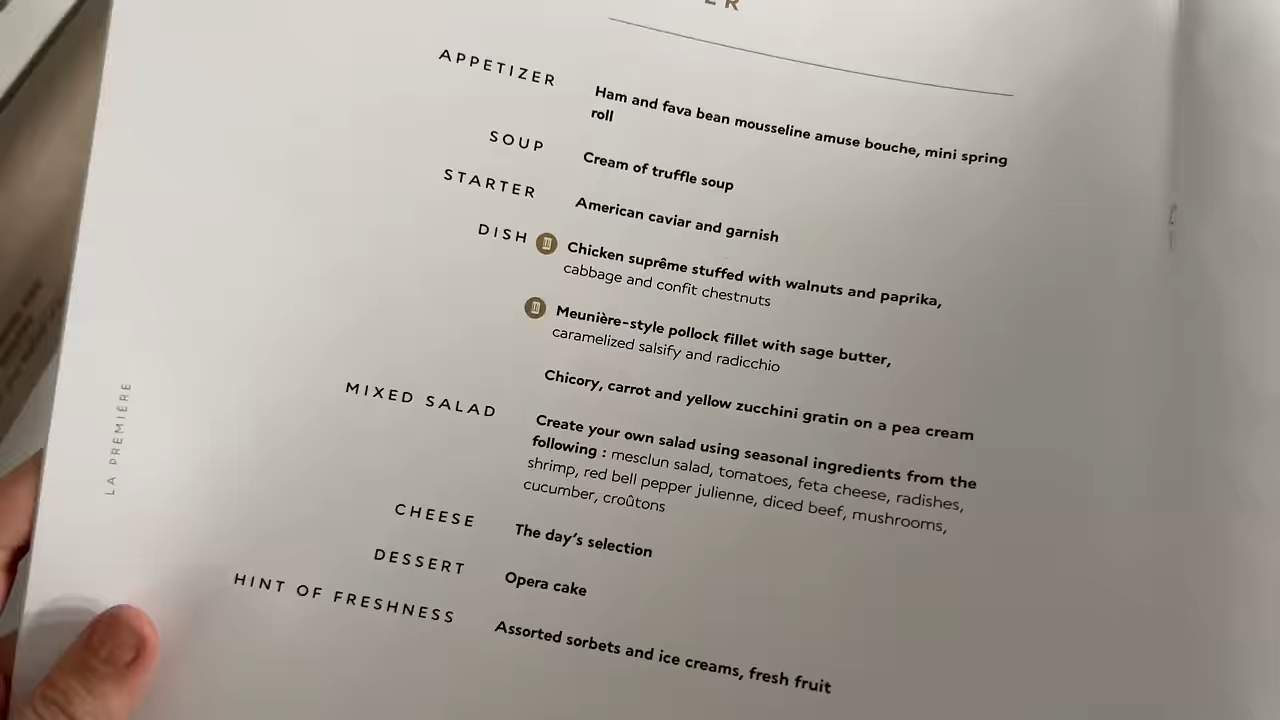 ER
APPETIZER
Ham and fava bean mousseline amuse bouche, mini spring
roll
SOUP
Cream of truffle soup
STARTER
American caviar and garnish
DISH
Chicken suprême stuffed with walnuts and paprika,
cabbage and confit chestnuts
Meunière-style pollock fillet with sage butter,
caramelized salsify and radicchio
Chicory, carrot and yellow zucchini gratin on a pea cream
MIXED SALAD
Create your own salad using seasonal ingredients from the
following : mesclun salad, tomatoes, feta cheese, radishes,
shrimp, red bell pepper julienne, diced beef, mushrooms,
cucumber, croûtons
CHEESE
The day's selection
DESSERT
Opera cake
HINT OF FRESHNESS
Assorted sorbets and ice creams, fresh fruit
LA PREMIÈRE